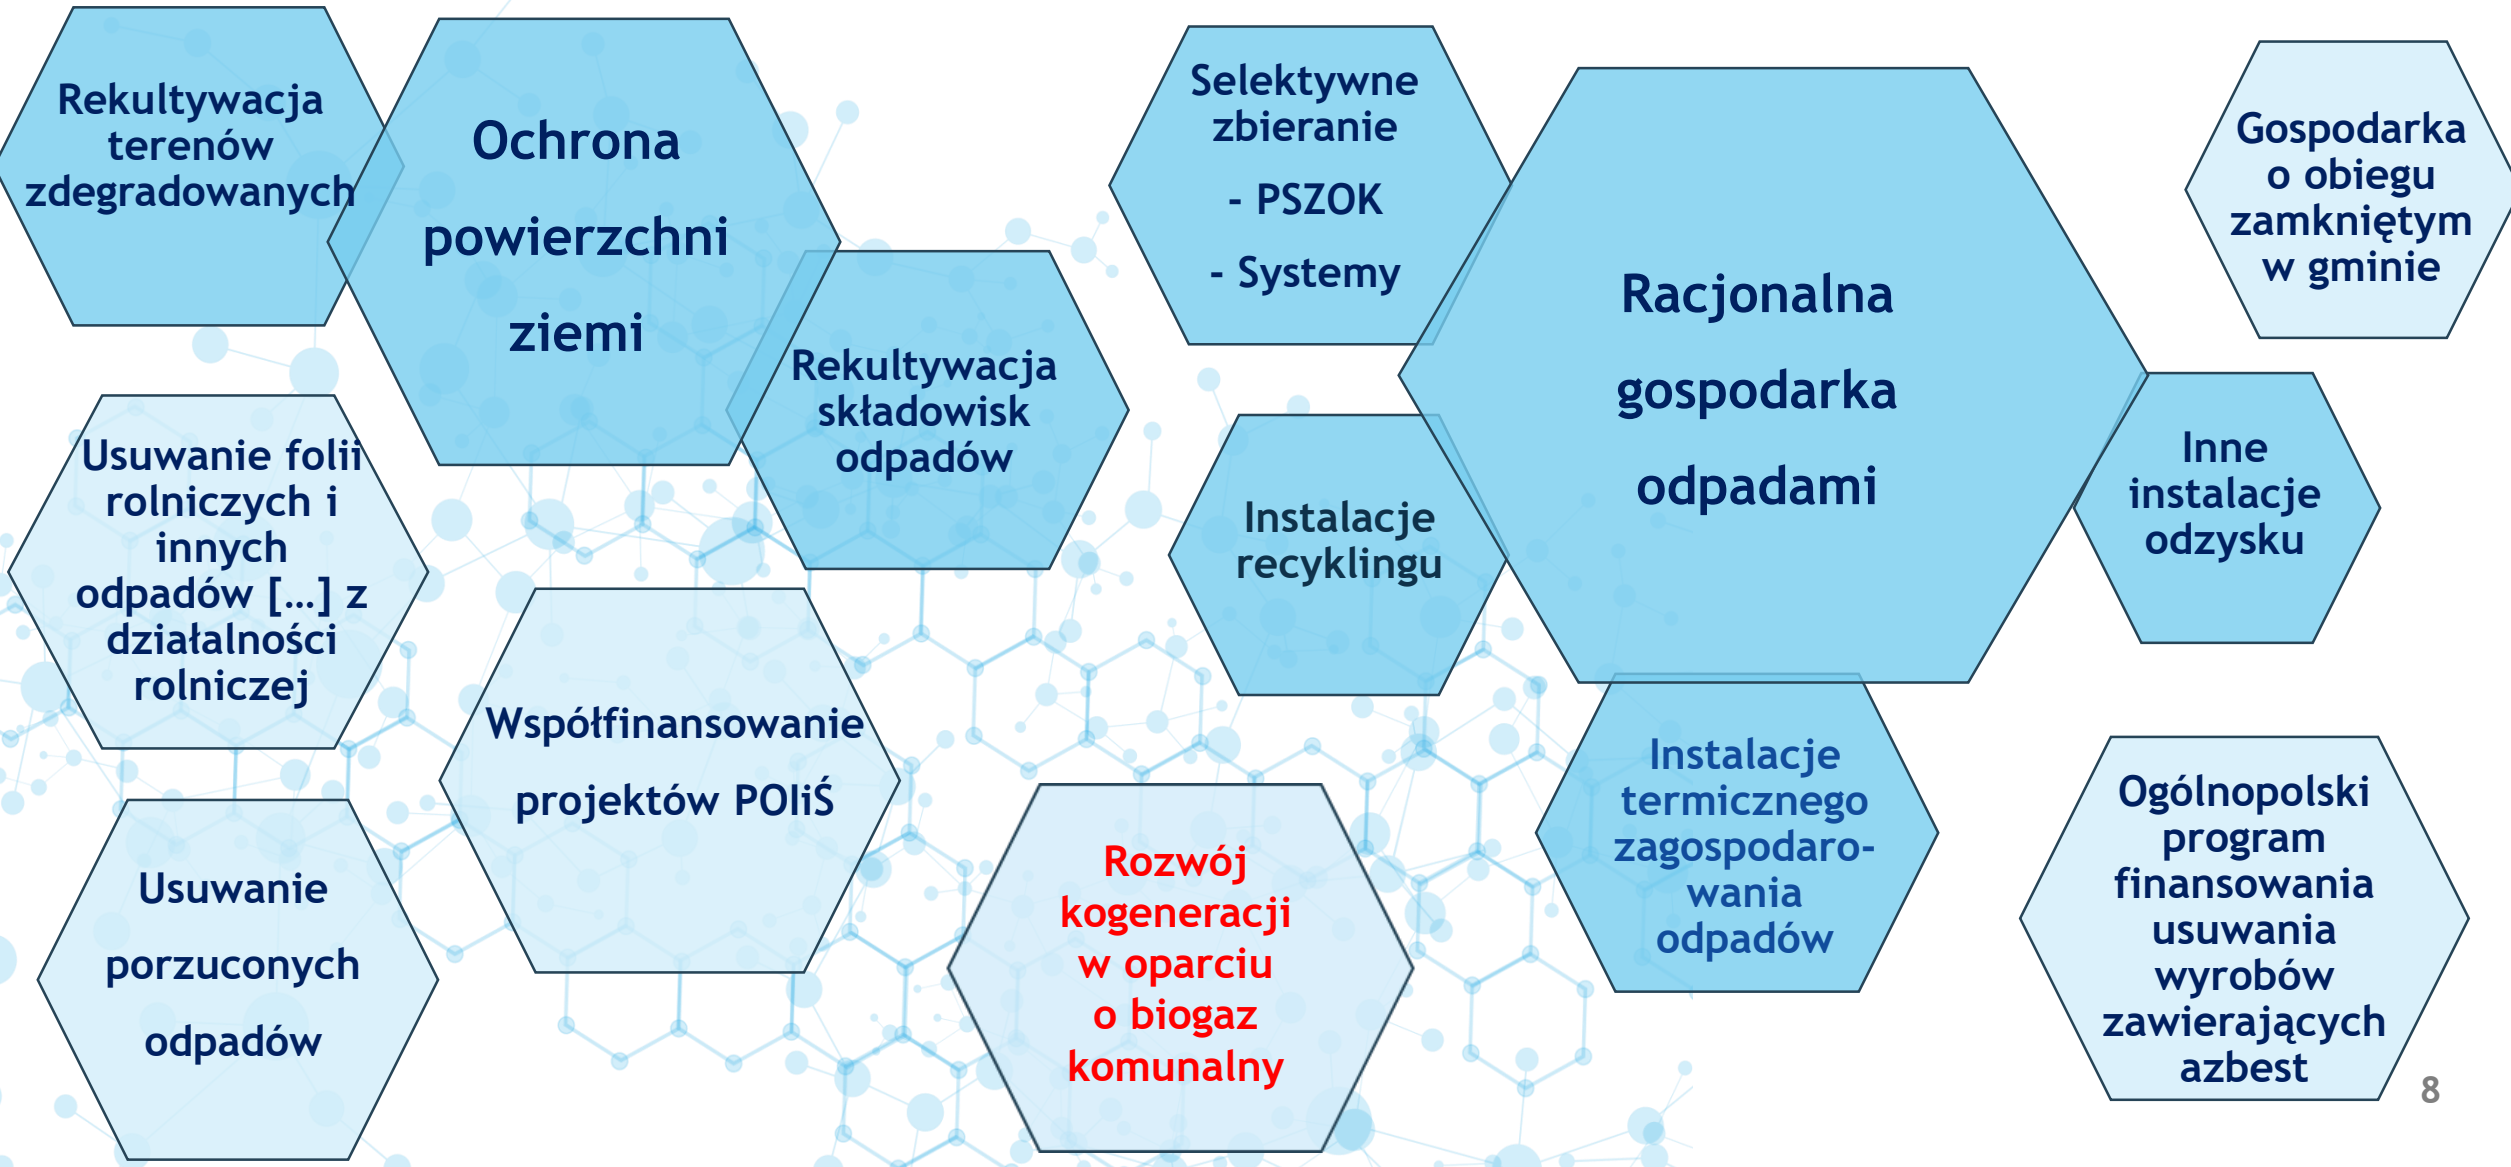 Rekultywacja
terenów
zdegradowanych
Ochrona
powierzchni
ziemi
Rekultywacja
składowisk
odpadów
Selektywne
zbieranie
- PSZOK
- Systemy
Racjonalna
gospodarka
odpadami
Gospodarka
o obiegu
zamkniętym
w gminie
Instalacje
recyklingu
Inne
instalacje
odzysku
Usuwanie folii
rolniczych i
innych
odpadów [...] z
działalności
rolniczej
Współfinansowanie
projektów POIiŚ
Usuwanie
porzuconych
odpadów
Rozwój
kogeneracji
w oparciu
o biogaz
komunalny
Instalacje
termicznego
zagospodaro-
wania
odpadów
Ogólnopolski
program
finansowania
usuwania
wyrobów
zawierających
azbest
8